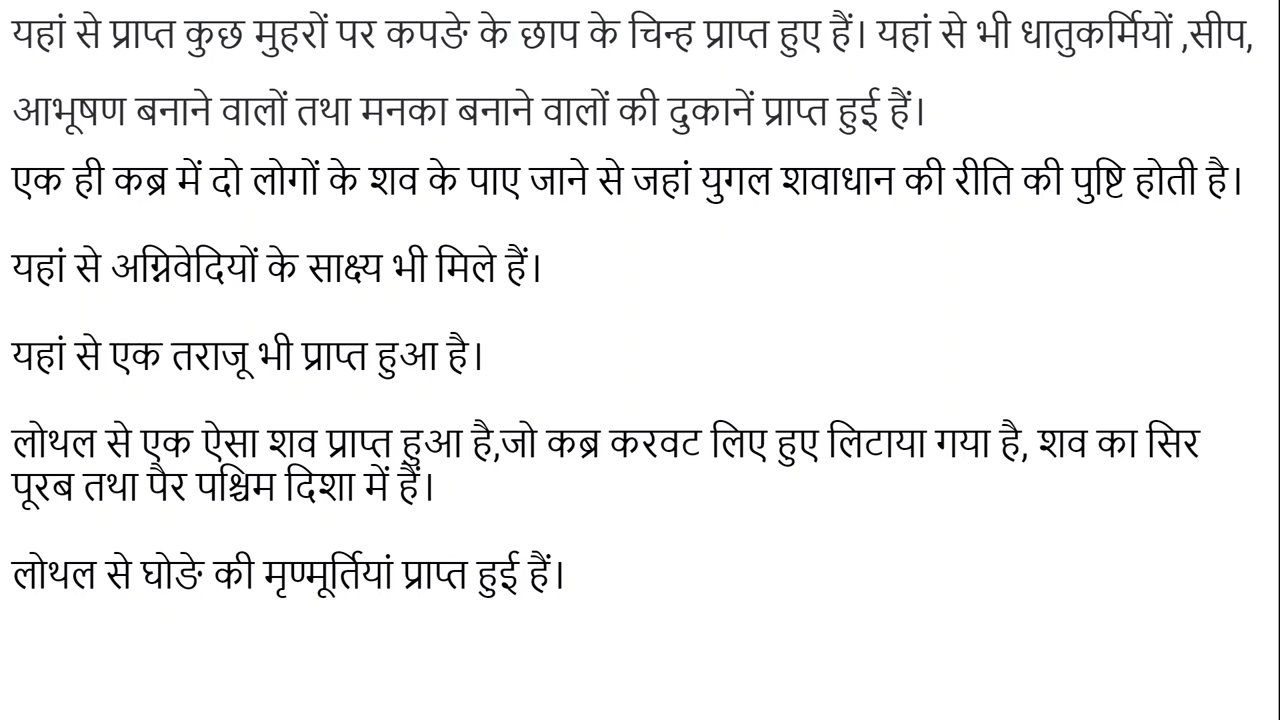 यहां से प्राप्त कुछ मुहरों पर कपङे के छाप के चिन्ह प्राप्त हुए हैं। यहां से भी धातुकर्मियों ,सीप,
आभूषण बनाने वालों तथा मनका बनाने वालों की दुकानें प्राप्त हुई हैं।
एक ही कब्र में दो लोगों के शव के पाए जाने से जहां युगल शवाधान की रीति की पुष्टि होती है।
यहां से अग्निवेदियों के साक्ष्य भी मिले हैं।
यहां से एक तराजू भी प्राप्त हुआ है।
लोथल से एक ऐसा शव प्राप्त हुआ है,जो कब्र करवट लिए हुए लिटाया गया है, शव का सिर
पूरब तथा पैर पश्चिम दिशा में हैं।
लोथल से घोङे की मृण्मूर्तियां प्राप्त हुई हैं।